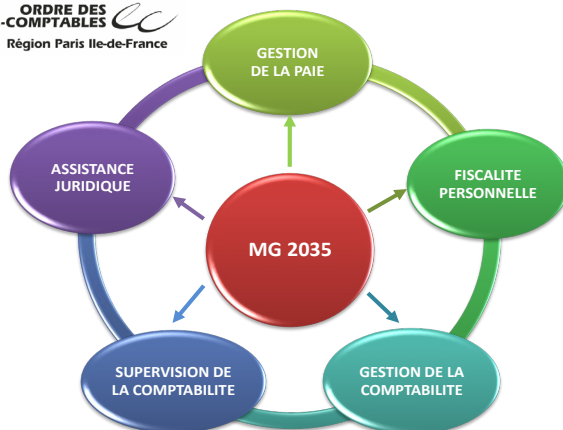 ORDRE DES
-COMPTABLES
Région Paris Ile-de-France
GESTION
DE LA PAIE
ASSISTANCE
JURIDIQUE
FISCALITE
PERSONNELLE
MG 2035
SUPERVISION DE
LA COMPTABILITE
GESTION DE LA
COMPTABILITE